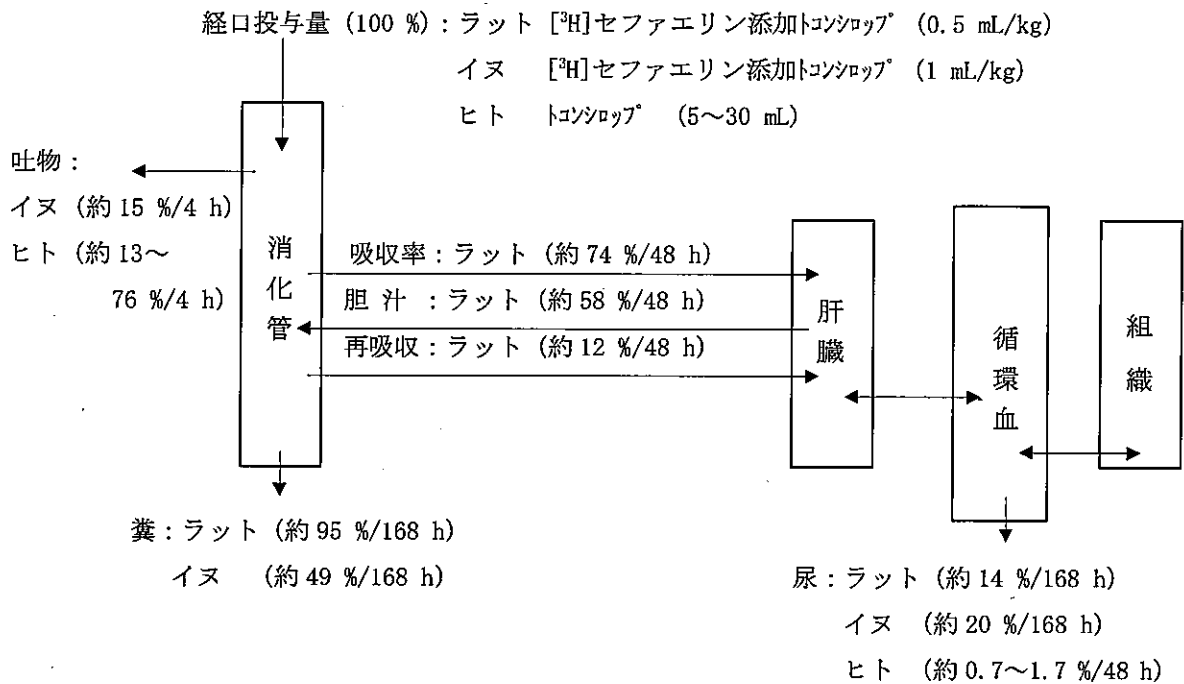 経口投与量 (100 %)：ラット [³H]セファエリン添加ﾄｺﾝｼﾛｯﾌﾟ (0.5 mL/kg)
イヌ [³H]セファエリン添加ﾄｺﾝｼﾛｯﾌﾟ (1 mL/kg)
ヒト ﾄｺﾝｼﾛｯﾌﾟ (5～30 mL)
吐物：
イヌ (約 15 %/4 h)
ヒト (約 13～
76 %/4 h)
消化管
吸収率：ラット (約 74 %/48 h)
胆 汁 ：ラット (約 58 %/48 h)
再吸収：ラット (約 12 %/48 h)
肝臓
循環血
組織
糞：ラット (約 95 %/168 h)
イヌ (約 49 %/168 h)
尿：ラット (約 14 %/168 h)
イヌ (約 20 %/168 h)
ヒト (約 0.7～1.7 %/48 h)